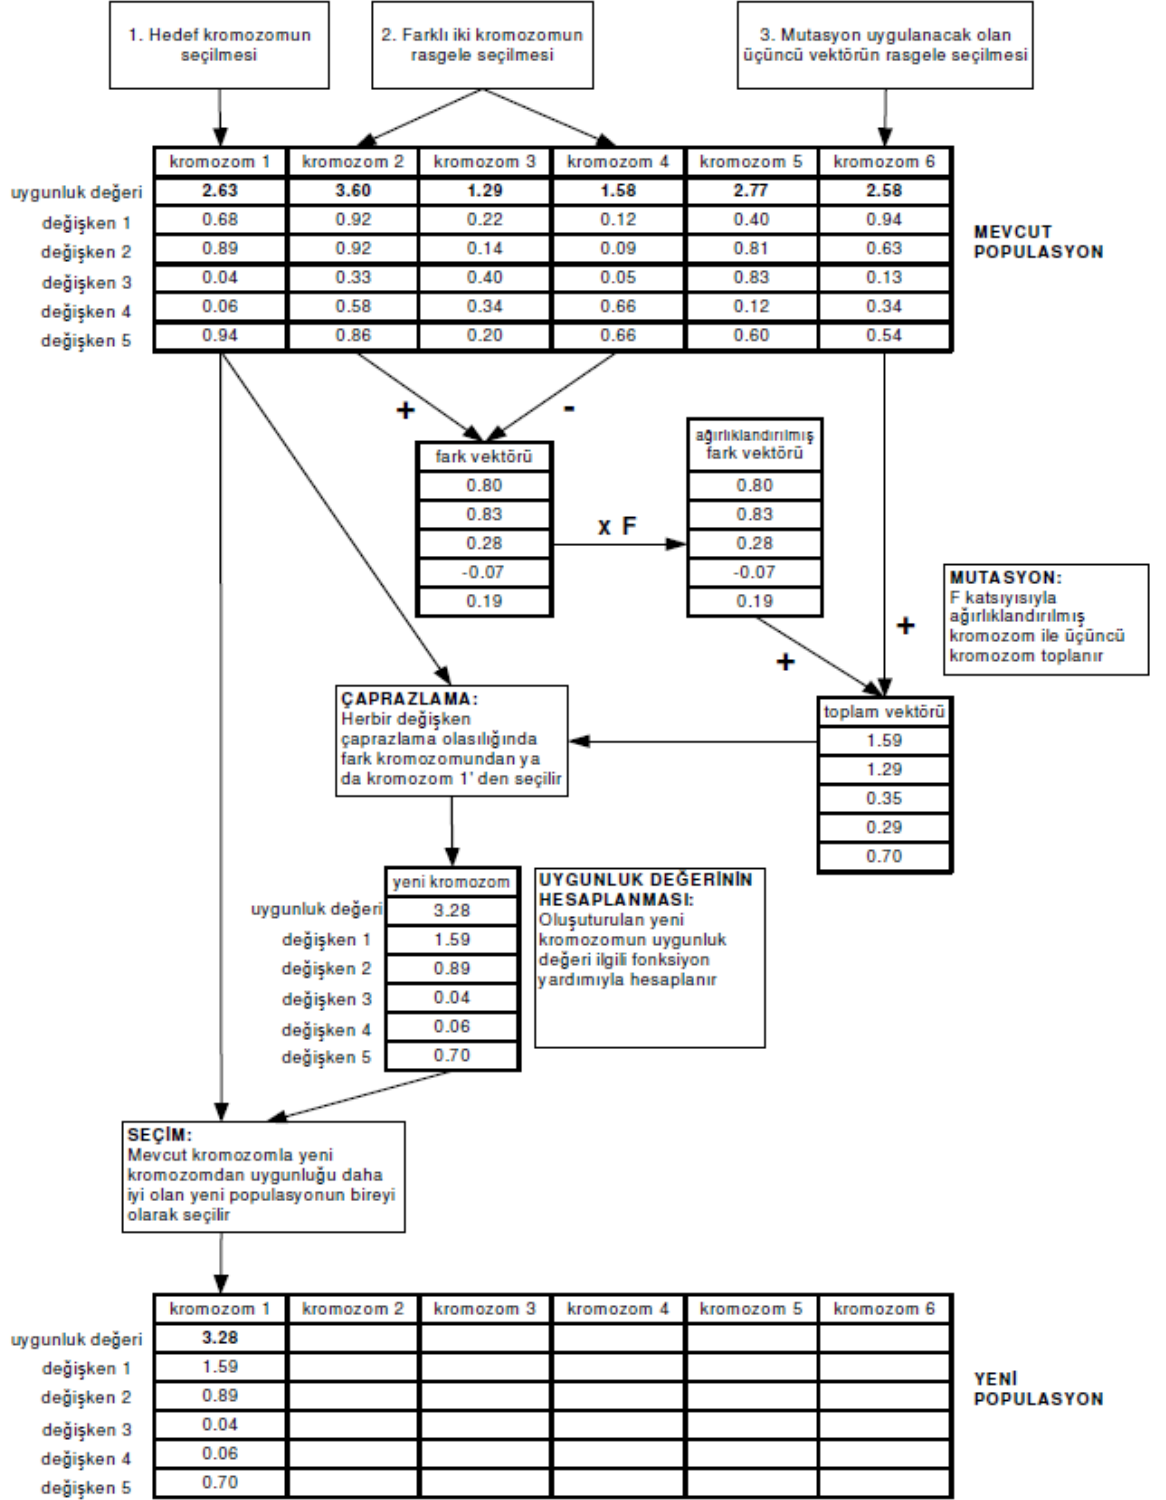 1. Hedef kromozomun
seçilmesi
2. Farklı iki kromozomun
rasgele seçilmesi
3. Mutasyon uygulanacak olan
üçüncü vektörün rasgele seçilmesi
kromozom 1 kromozom 2 kromozom 3 kromozom 4 kromozom 5 kromozom 6
uygunluk değeri 2.63 3.60 1.29 1.58 2.77 2.58
değişken 1 0.68 0.92 0.22 0.12 0.40 0.94
değişken 2 0.89 0.92 0.14 0.09 0.81 0.63
değişken 3 0.04 0.33 0.40 0.05 0.83 0.13
değişken 4 0.06 0.58 0.34 0.66 0.12 0.34
değişken 5 0.94 0.86 0.20 0.66 0.60 0.54
MEVCUT
POPULASYON
+ -
fark vektörü
0.80
0.83
0.28
-0.07
0.19
x F
ağırlıklandırılmış
fark vektörü
0.80
0.83
0.28
-0.07
0.19
+
+
MUTASYON:
F katsıyısıyla
ağırlıklandırılmış
kromozom ile üçüncü
kromozom toplanır
toplam vektörü
1.59
1.29
0.35
0.29
0.70
ÇAPRAZLAMA:
Herbir değişken
çaprazlama olasılığında
fark kromozomundan ya
da kromozom 1' den seçilir
yeni kromozom
uygunluk değeri 3.28
değişken 1 1.59
değişken 2 0.89
değişken 3 0.04
değişken 4 0.06
değişken 5 0.70
UYGUNLUK DEĞERİNİN
HESAPLANMASI:
Oluşuturulan yeni
kromozomun uygunluk
değeri ilgili fonksiyon
yardımıyla hesaplanır
SEÇİM:
Mevcut kromozomla yeni
kromozomdan uygunluğu daha
iyi olan yeni populasyonun bireyi
olarak seçilir
kromozom 1 kromozom 2 kromozom 3 kromozom 4 kromozom 5 kromozom 6
uygunluk değeri 3.28
değişken 1 1.59
değişken 2 0.89
değişken 3 0.04
değişken 4 0.06
değişken 5 0.70
YENİ
POPULASYON